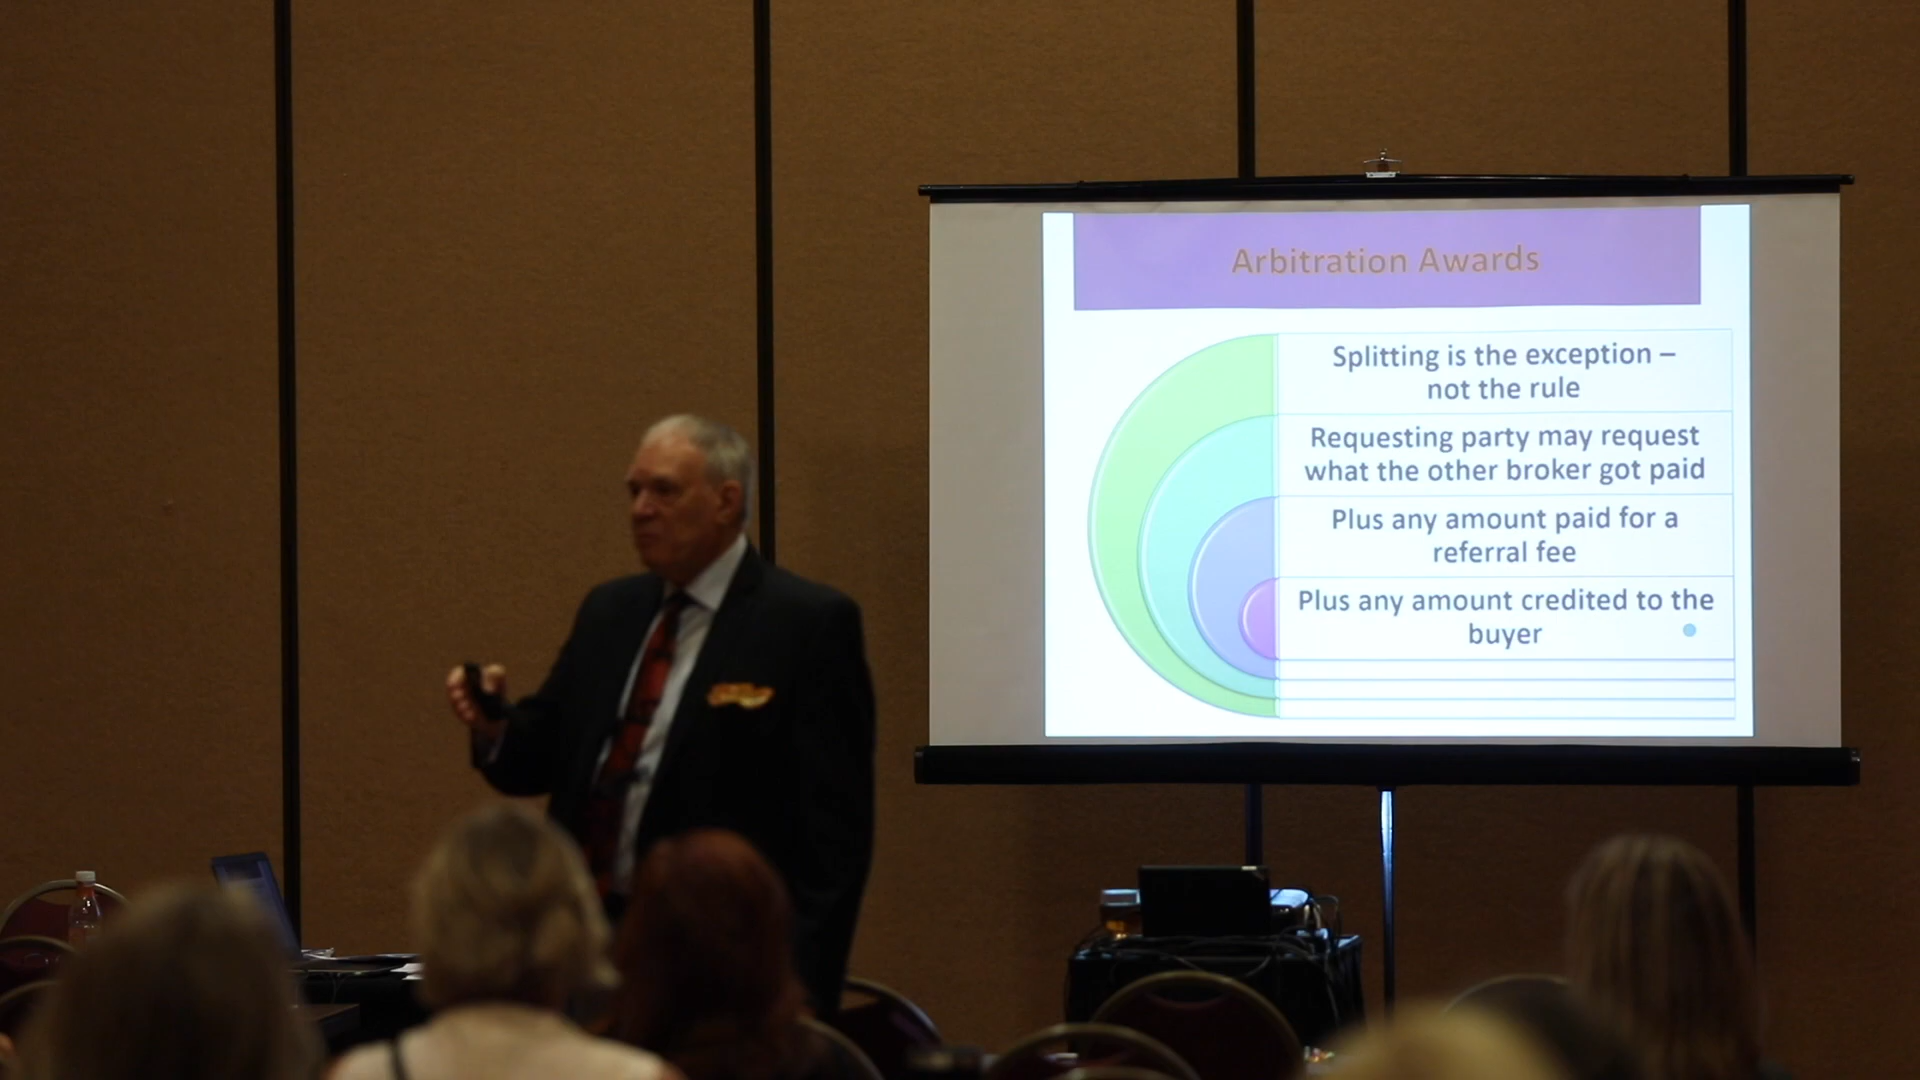 Arbitration Awards
Splitting is the exception –
not the rule
Requesting party may request
what the other broker got paid
Plus any amount paid for a
referral fee
Plus any amount credited to the
buyer